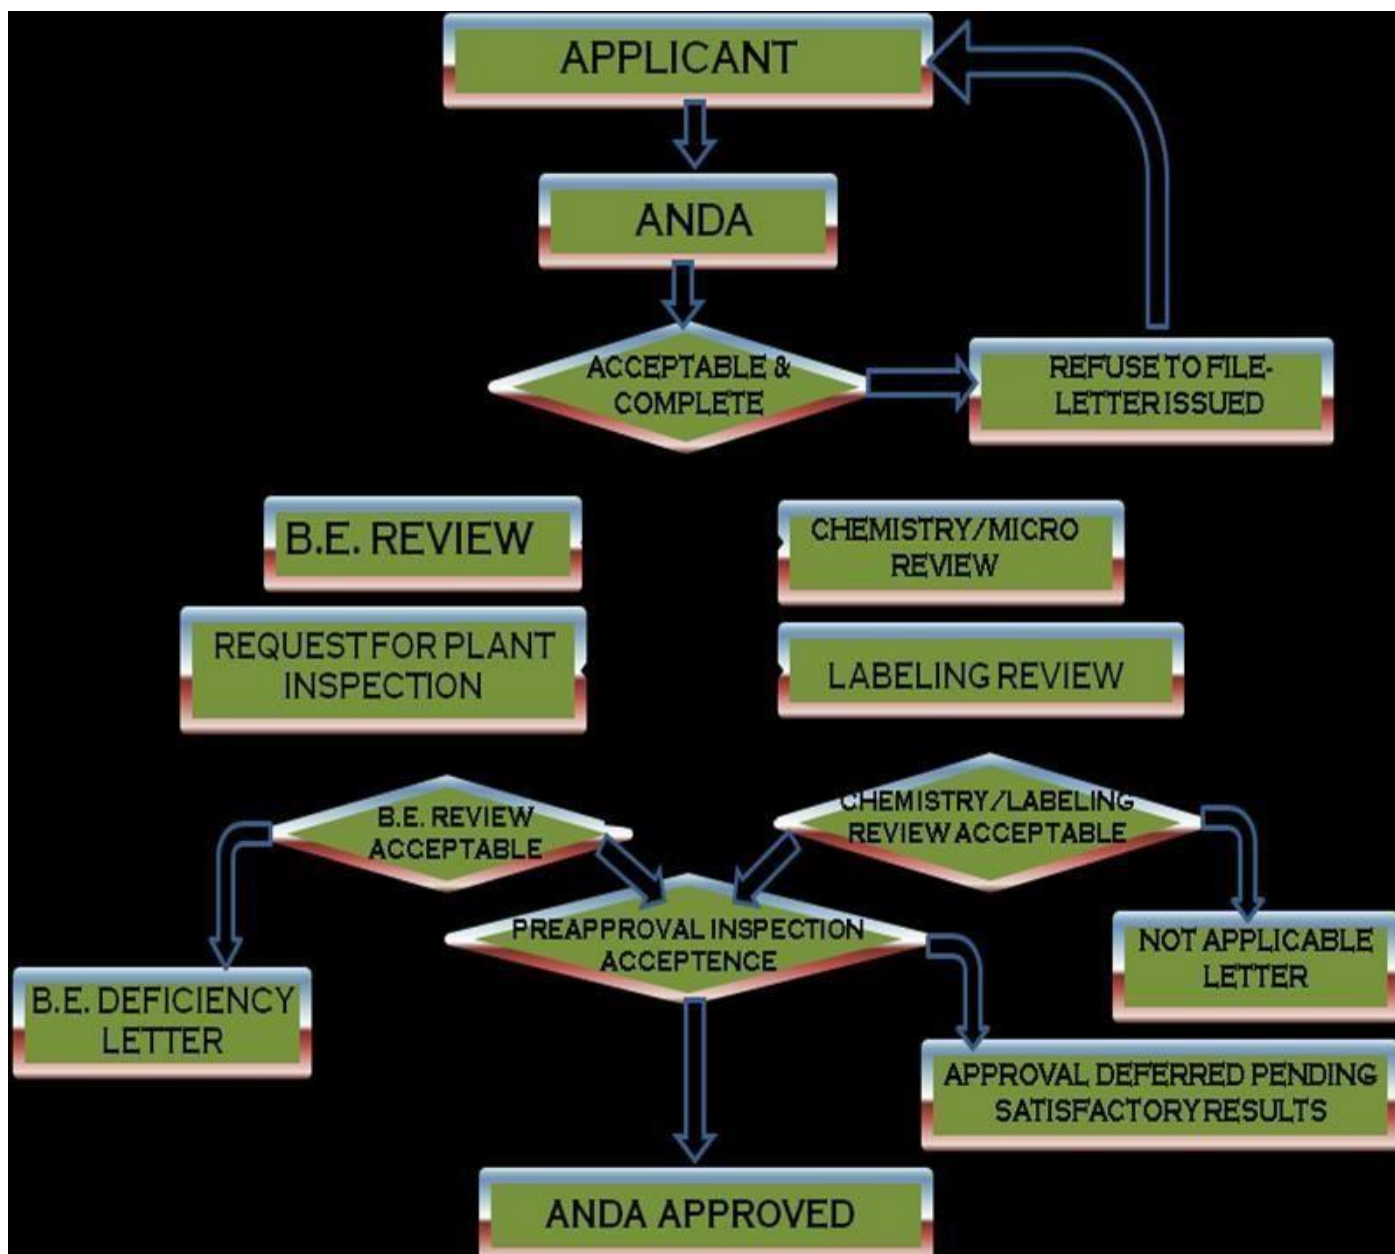 APPLICANT
ANDA
ACCEPTABLE &
COMPLETE
REFUSE TO FILE-
LETTER ISSUED
B.E. REVIEW
CHEMISTRY/MICRO
REVIEW
REQUEST FOR PLANT
INSPECTION
LABELING REVIEW
B.E. REVIEW
ACCEPTABLE
CHEMISTRY/LABELING
REVIEW ACCEPTABLE
PREAPPROVAL INSPECTION
ACCEPTENCE
NOT APPLICABLE
LETTER
B.E. DEFICIENCY
LETTER
APPROVAL DEFERRED PENDING
SATISFACTORY RESULTS
ANDA APPROVED